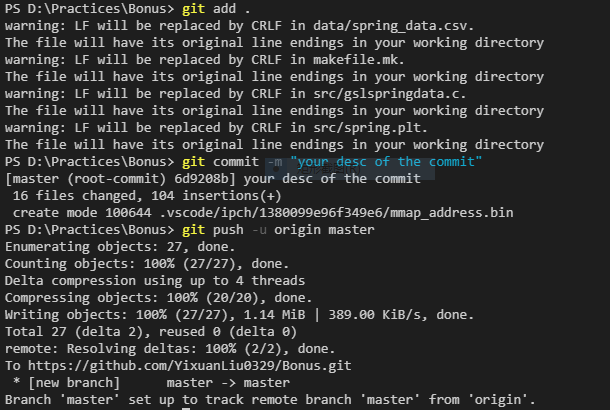 PS D:\Practices\Bonus> git add .
warning: LF will be replaced by CRLF in data/spring_data.csv.
The file will have its original line endings in your working directory
warning: LF will be replaced by CRLF in makefile.mk.
The file will have its original line endings in your working directory
warning: LF will be replaced by CRLF in src/gslspringdata.c.
The file will have its original line endings in your working directory
warning: LF will be replaced by CRLF in src/spring.plt.
The file will have its original line endings in your working directory
PS D:\Practices\Bonus> git commit -m "your desc of the commit"
[master (root-commit) 6d9208b] your desc of the commit
 16 files changed, 104 insertions(+)
 create mode 100644 .vscode/ipch/1380099e96f349e6/mmap_address.bin
PS D:\Practices\Bonus> git push -u origin master
Enumerating objects: 27, done.
Counting objects: 100% (27/27), done.
Delta compression using up to 4 threads
Compressing objects: 100% (20/20), done.
Writing objects: 100% (27/27), 1.14 MiB | 389.00 KiB/s, done.
Total 27 (delta 2), reused 0 (delta 0)
remote: Resolving deltas: 100% (2/2), done.
To https://github.com/YixuanLiu0329/Bonus.git
 * [new branch]      master -> master
Branch 'master' set up to track remote branch 'master' from 'origin'.